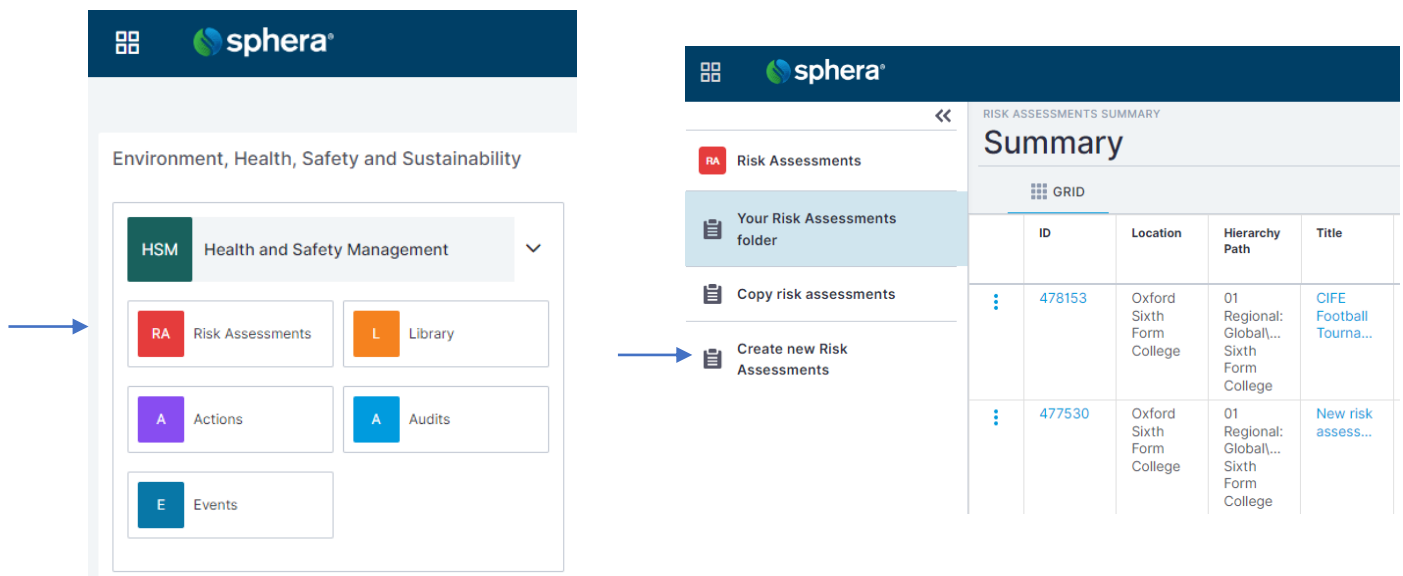 sphera®
Environment, Health, Safety and Sustainability
HSM Health and Safety Management
RA Risk Assessments
L Library
A Actions
A Audits
E Events
sphera®
RA Risk Assessments
Your Risk Assessments
folder
Copy risk assessments
Create new Risk
Assessments
RISK ASSESSMENTS SUMMARY
Summary
GRID
ID
Location
Hierarchy
Path
Title
478153
Oxford
Sixth
Form
College
01
Regional:
Global\...
Sixth
Form
College
CIFE
Football
Tourna...
477530
Oxford
Sixth
Form
College
01
Regional:
Global\...
Sixth
Form
College
New risk
assess...